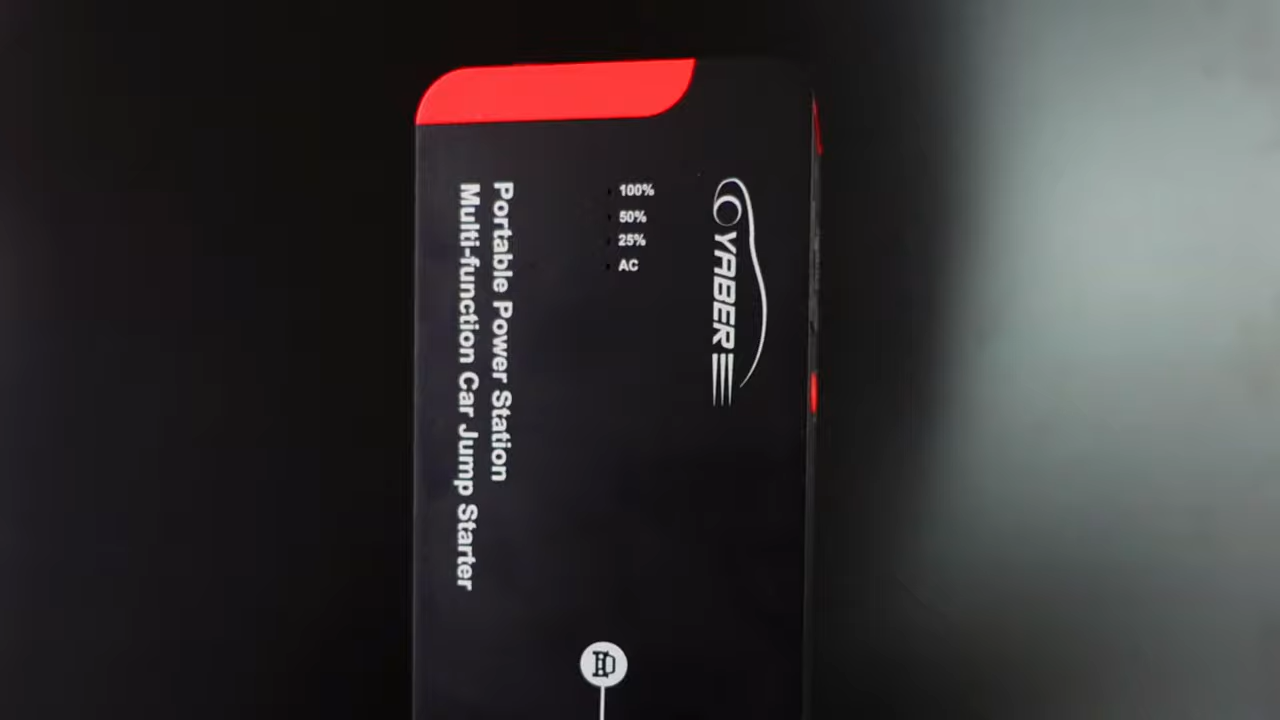 YABER
100%
50%
25%
AC
Portable Power Station
Multi-function Car Jump Starter